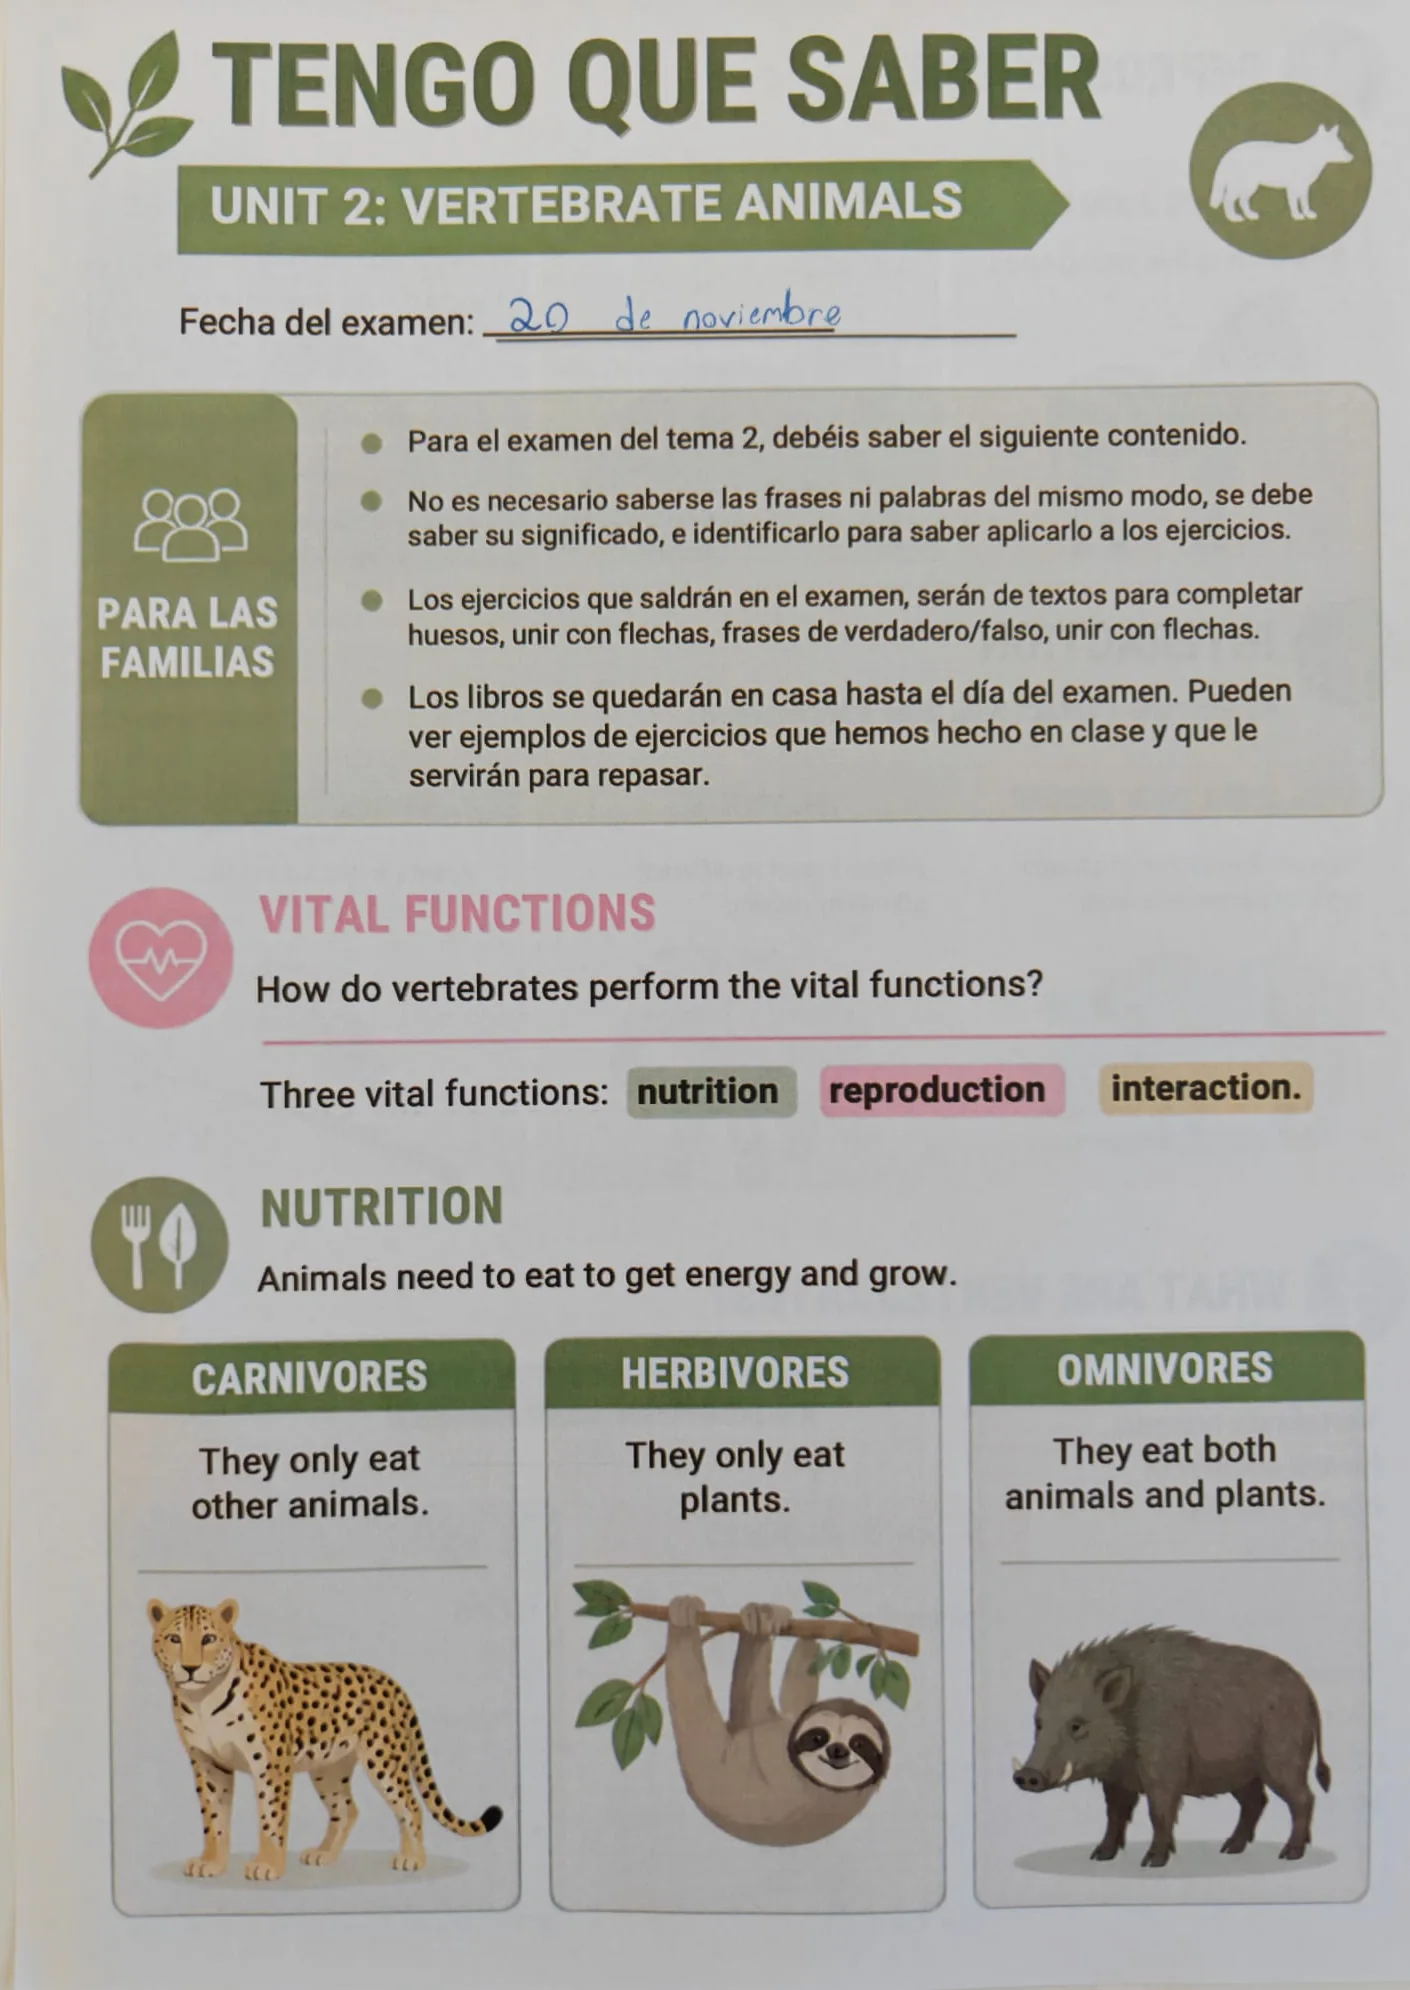 TENGO QUE SABER
UNIT 2: VERTEBRATE ANIMALS
Fecha del examen: 20 de noviembre
PARA LAS
FAMILIAS
Para el examen del tema 2, debéis saber el siguiente contenido.
No es necesario saberse las frases ni palabras del mismo modo, se debe
saber su significado, e identificarlo para saber aplicarlo a los ejercicios.
Los ejercicios que saldrán en el examen, serán de textos para completar
huesos, unir con flechas, frases de verdadero/falso, unir con flechas.
Los libros se quedarán en casa hasta el día del examen. Pueden
ver ejemplos de ejercicios que hemos hecho en clase y que le
servirán para repasar.
VITAL FUNCTIONS
How do vertebrates perform the vital functions?
Three vital functions: nutrition reproduction interaction.
NUTRITION
Animals need to eat to get energy and grow.
CARNIVORES
They only eat
other animals.
HERBIVORES
They only eat
plants.
OMNIVORES
They eat both
animals and plants.